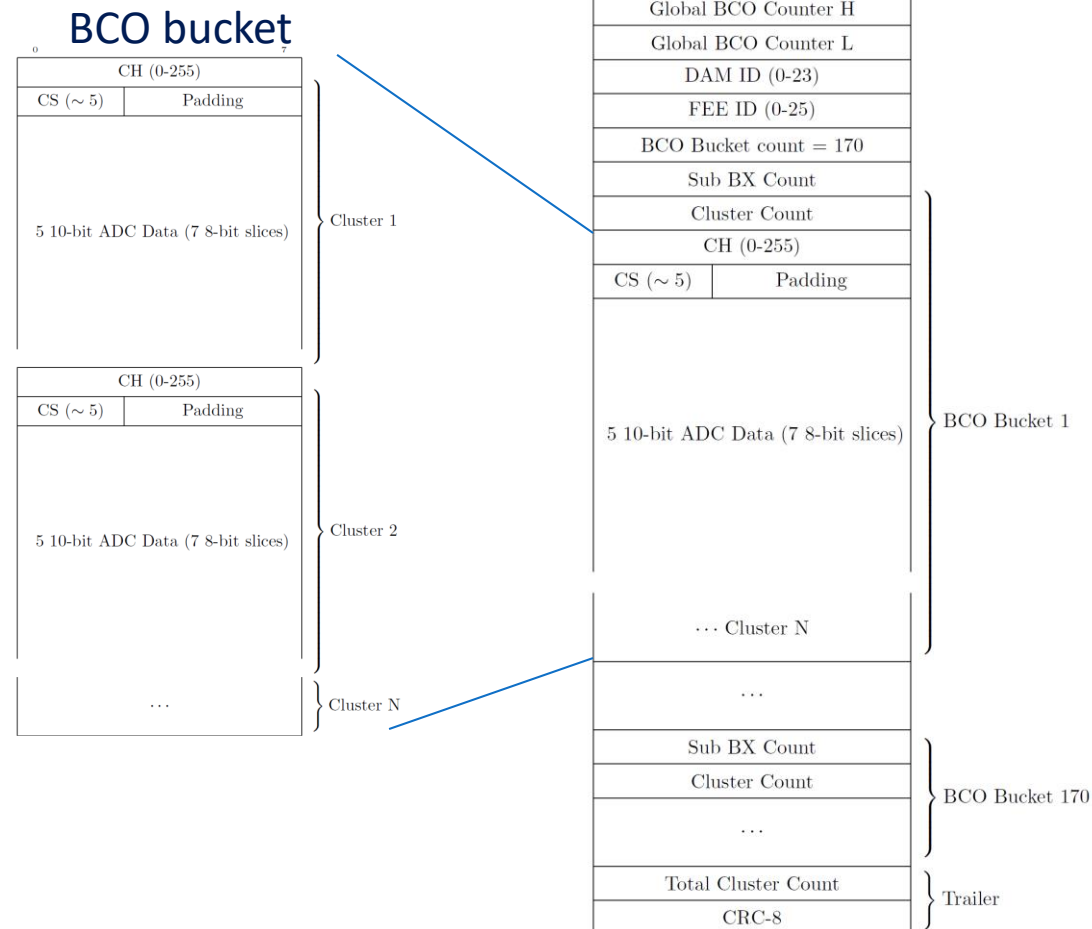 BCO bucket
0 7
CH (0-255)
CS (∼ 5) Padding
5 10-bit ADC Data (7 8-bit slices)
Cluster 1
CH (0-255)
CS (∼ 5) Padding
5 10-bit ADC Data (7 8-bit slices)
Cluster 2
...
Cluster N
Global BCO Counter H
Global BCO Counter L
DAM ID (0-23)
FEE ID (0-25)
BCO Bucket count = 170
Sub BX Count
Cluster Count
CH (0-255)
CS (∼ 5) Padding
5 10-bit ADC Data (7 8-bit slices)
... Cluster N
BCO Bucket 1
...
Sub BX Count
Cluster Count
...
BCO Bucket 170
Total Cluster Count
CRC-8
Trailer